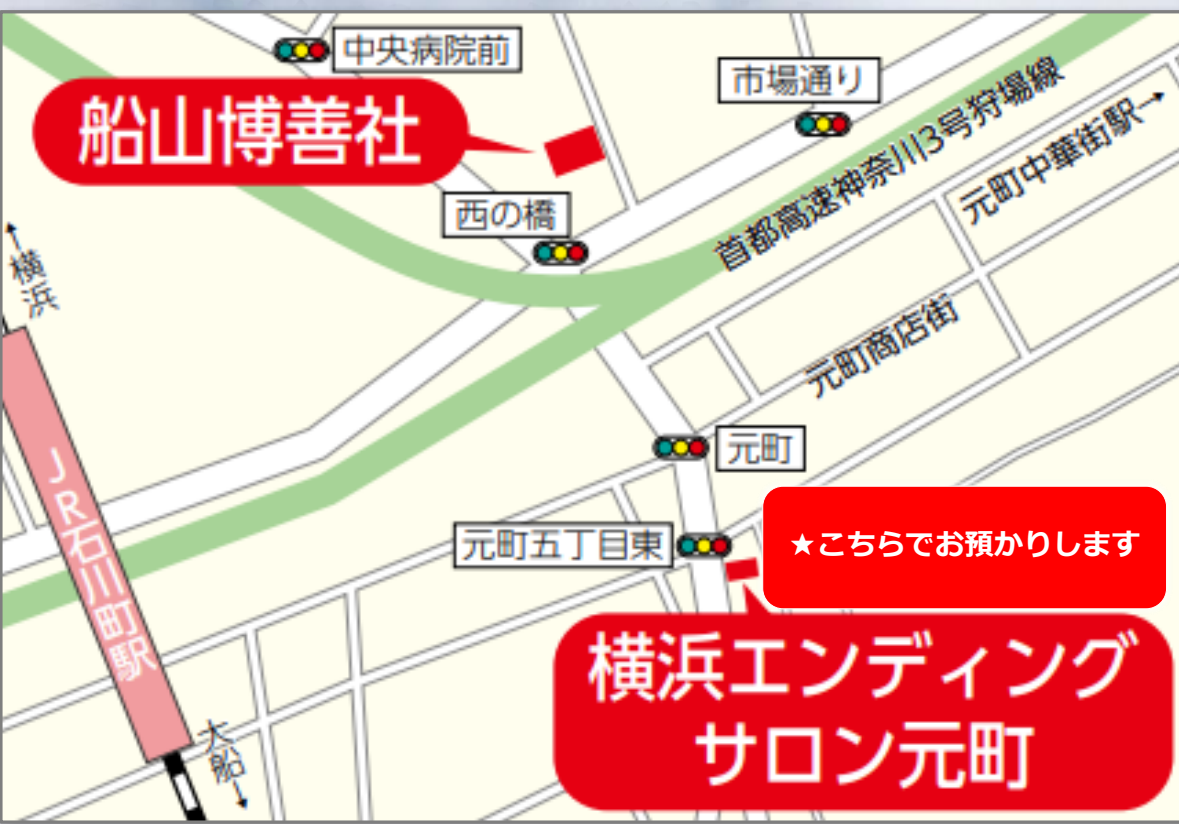 中央病院前
市場通り
船山博善社
西の橋
首都高速神奈川3号狩場線
元町中華街駅→
←横浜
元町商店街
JR石川町駅
元町
元町五丁目東
★こちらでお預かりします
大船→
横浜エンディング
サロン元町